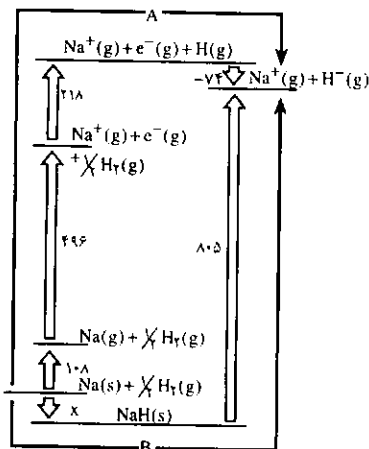 A
Na⁺(g) + e⁻(g) + H(g)
−۷۴ Na⁺(g) + H⁻(g)
۲۱۸
Na⁺(g) + e⁻(g)
+ ½ H₂(g)
۴۹۶
۸۰۵
Na(g) + ½ H₂(g)
۱۰۸
Na(s) + ½ H₂(g)
x
NaH(s)
B